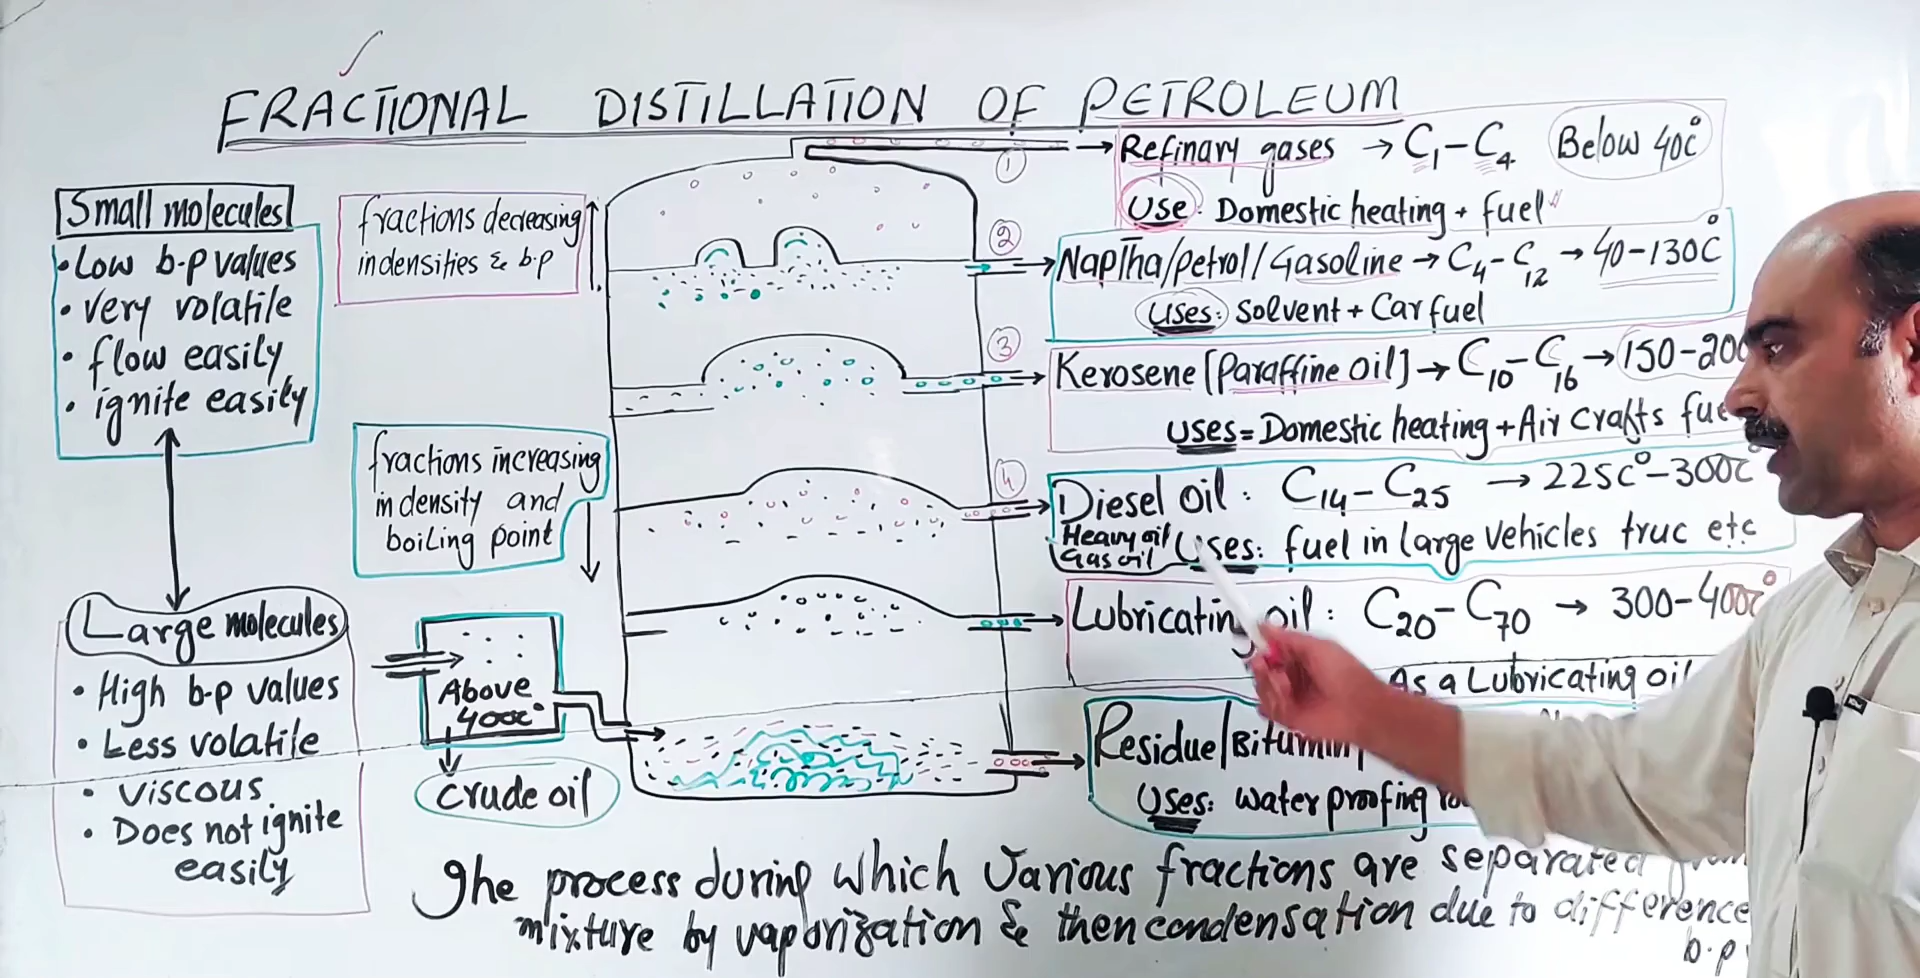 FRACTIONAL DISTILLATION OF PETROLEUM
Small molecules
• Low b.p values
• very volatile
• flow easily
• ignite easily
Large molecules
• High b.p values
• Less volatile
• viscous
• Does not ignite
easily
fractions decreasing
in densities & b.p
fractions increasing
in density and
boiling point
Above
400c°
crude oil
1
Refinary gases → C1-C4 Below 40c°
Use: Domestic heating + fuel
2
NapTha/petrol/Gasoline → C4-C12 → 40-130c°
Uses: Solvent + Car fuel
3
Kerosene [Paraffine oil] → C10-C16 → 150-200
uses = Domestic heating + Air Crafts
4
Diesel oil : C14-C25 → 225c°-300c°
Heavy oil
Gas oil
Uses: fuel in large vehicles truc etc
Lubricating oil : C20-C70 → 300-400c°
As a Lubricating oil
Residue/Bitumin
Uses: water proofing
The process during which Various fractions are separated
mixture by vaporization & then condensation due to difference
b.p